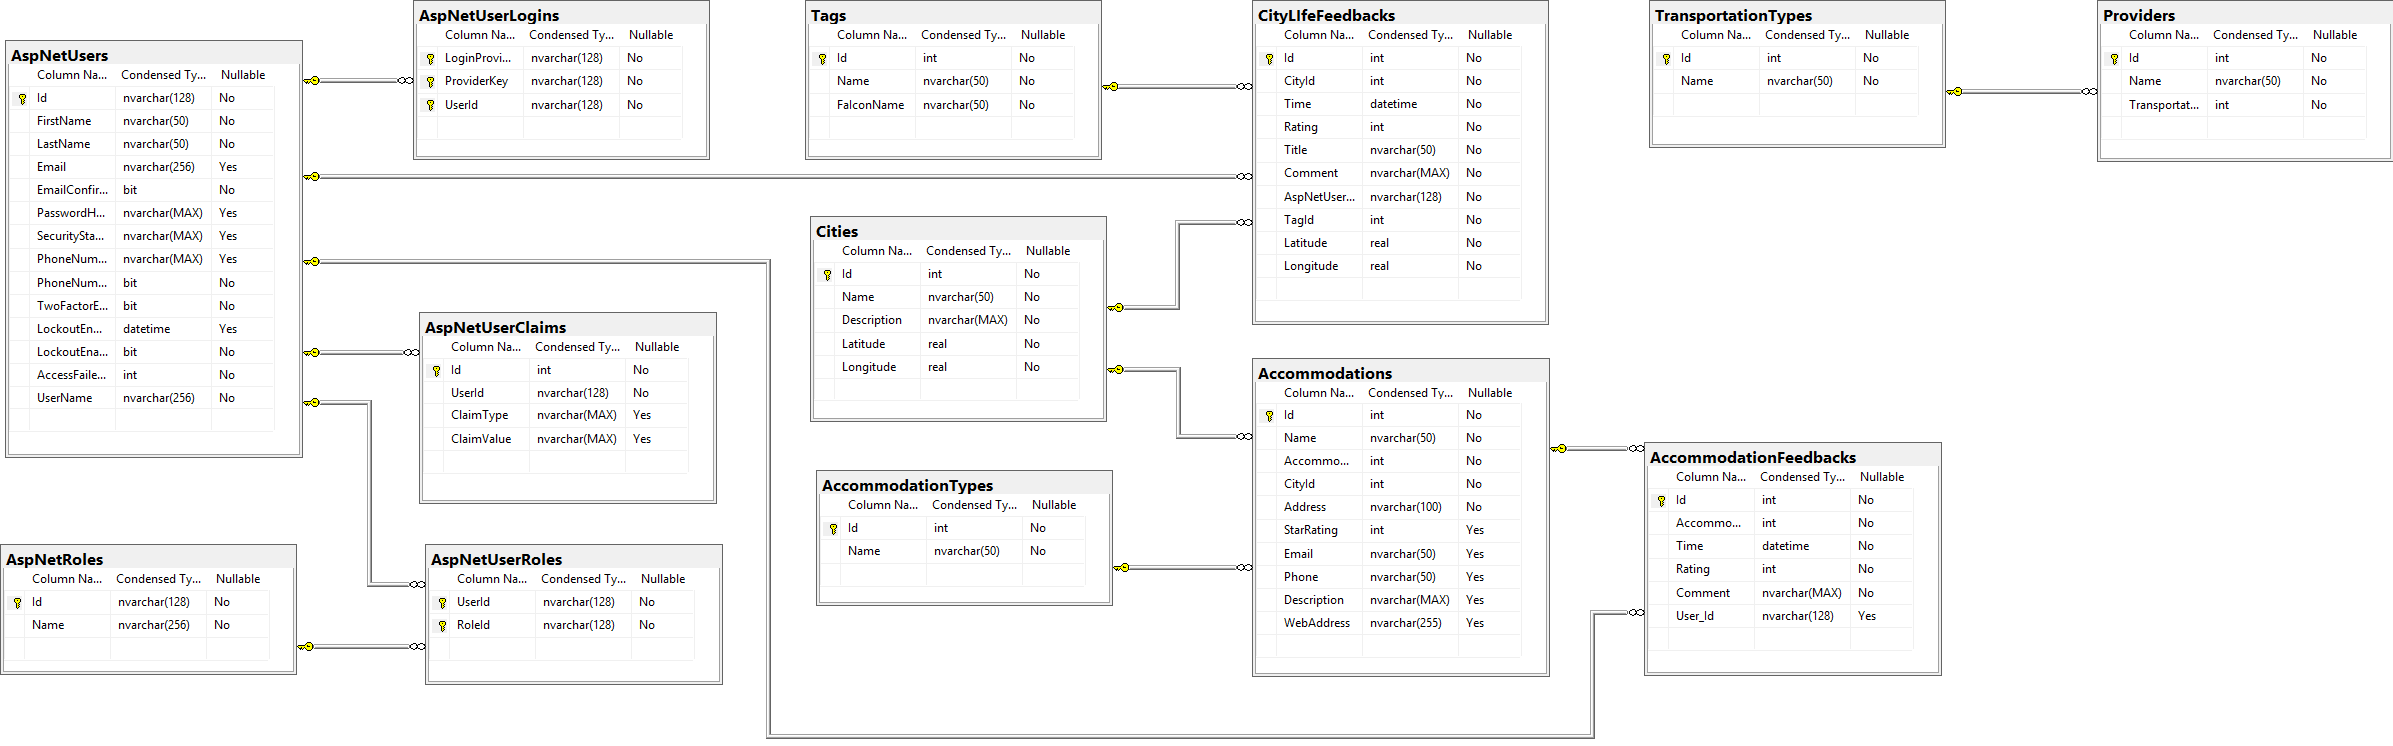 AspNetUsers
Column Na... Condensed Ty... Nullable
Id nvarchar(128) No
FirstName nvarchar(50) No
LastName nvarchar(50) No
Email nvarchar(256) Yes
EmailConfir... bit No
PasswordH... nvarchar(MAX) Yes
SecuritySta... nvarchar(MAX) Yes
PhoneNum... nvarchar(MAX) Yes
PhoneNum... bit No
TwoFactorE... bit No
LockoutEn... datetime Yes
LockoutEna... bit No
AccessFaile... int No
UserName nvarchar(256) No
AspNetUserLogins
Column Na... Condensed Ty... Nullable
LoginProvi... nvarchar(128) No
ProviderKey nvarchar(128) No
UserId nvarchar(128) No
Tags
Column Na... Condensed Ty... Nullable
Id int No
Name nvarchar(50) No
FalconName nvarchar(50) No
CityLIfeFeedbacks
Column Na... Condensed Ty... Nullable
Id int No
CityId int No
Time datetime No
Rating int No
Title nvarchar(50) No
Comment nvarchar(MAX) No
AspNetUser... nvarchar(128) No
TagId int No
Latitude real No
Longitude real No
TransportationTypes
Column Na... Condensed Ty... Nullable
Id int No
Name nvarchar(50) No
Providers
Column Na... Condensed Ty... Nullable
Id int No
Name nvarchar(50) No
Transportat... int No
Cities
Column Na... Condensed Ty... Nullable
Id int No
Name nvarchar(50) No
Description nvarchar(MAX) No
Latitude real No
Longitude real No
AspNetUserClaims
Column Na... Condensed Ty... Nullable
Id int No
UserId nvarchar(128) No
ClaimType nvarchar(MAX) Yes
ClaimValue nvarchar(MAX) Yes
Accommodations
Column Na... Condensed Ty... Nullable
Id int No
Name nvarchar(50) No
Accommo... int No
CityId int No
Address nvarchar(100) No
StarRating int Yes
Email nvarchar(50) Yes
Phone nvarchar(50) Yes
Description nvarchar(MAX) Yes
WebAddress nvarchar(255) Yes
AccommodationFeedbacks
Column Na... Condensed Ty... Nullable
Id int No
Accommo... int No
Time datetime No
Rating int No
Comment nvarchar(MAX) No
User_Id nvarchar(128) Yes
AccommodationTypes
Column Na... Condensed Ty... Nullable
Id int No
Name nvarchar(50) No
AspNetRoles
Column Na... Condensed Ty... Nullable
Id nvarchar(128) No
Name nvarchar(256) No
AspNetUserRoles
Column Na... Condensed Ty... Nullable
UserId nvarchar(128) No
RoleId nvarchar(128) No